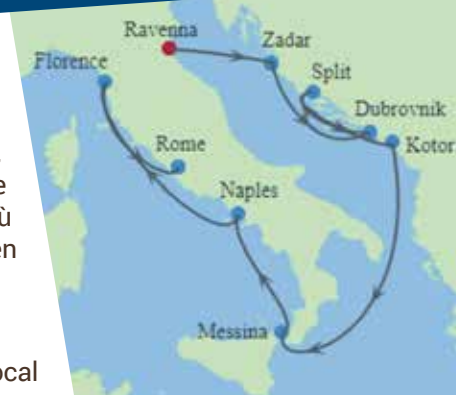 Ravenna
Zadar
Florence
Split
Dubrovnik
Rome
Kotor
Naples
Messina
ocal